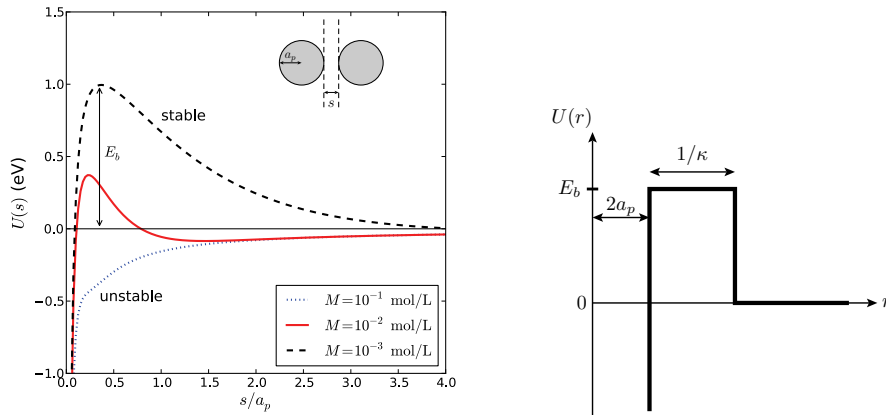 1.5
1.0
0.5
0.0
−0.5
−1.0
U(s) (eV)
0.0 0.5 1.0 1.5 2.0 2.5 3.0 3.5 4.0
s/a_p
a_p
s
stable
E_b
unstable
M=10^{-1} mol/L
M=10^{-2} mol/L
M=10^{-3} mol/L
U(r)
1/κ
E_b
2a_p
0
r